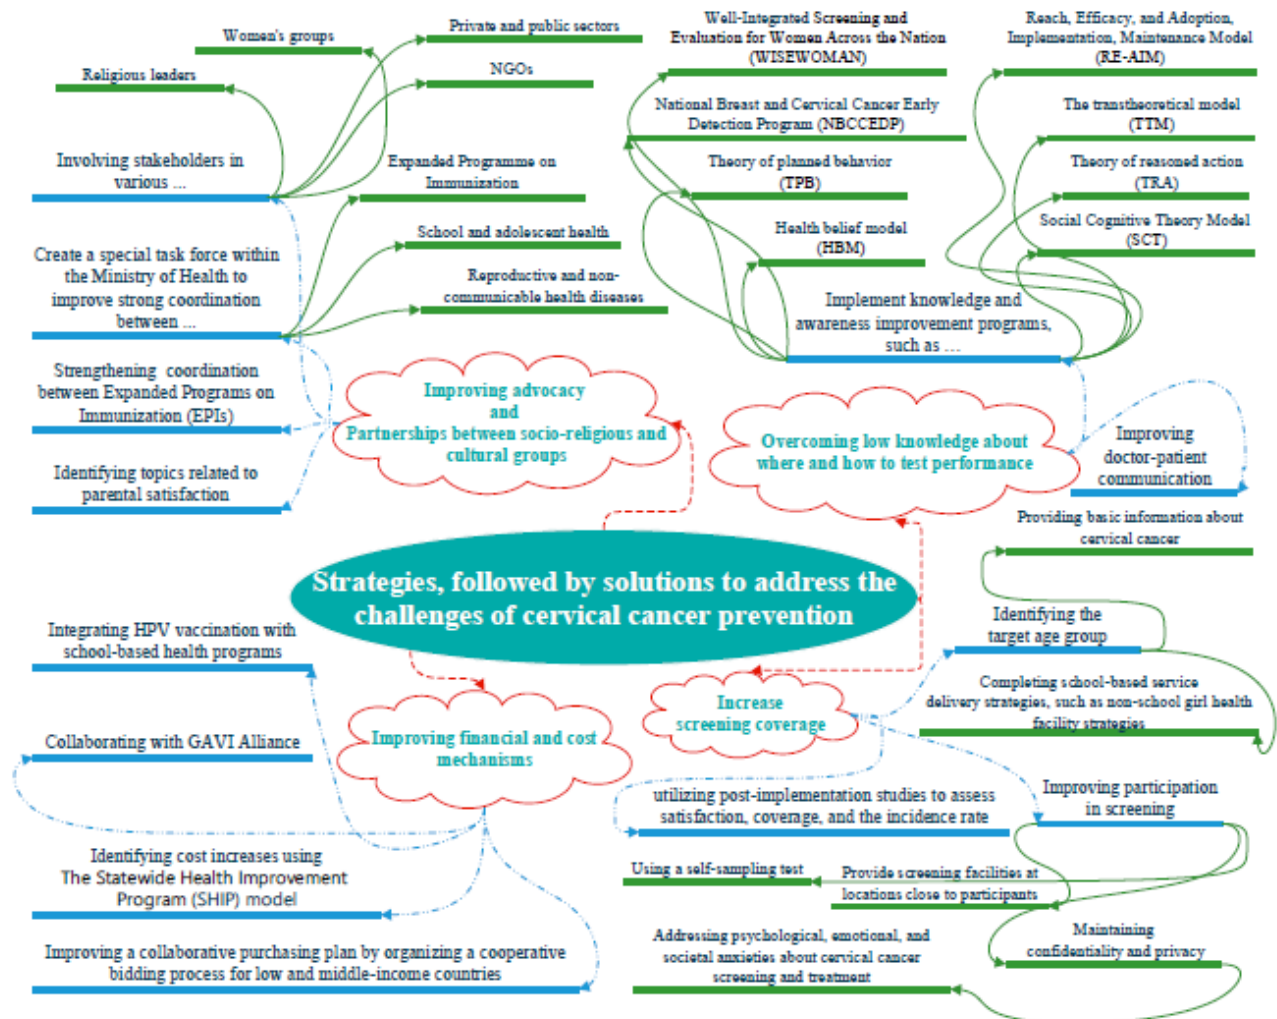 Women's groups
Private and public sectors
Religious leaders
NGOs
Involving stakeholders in
various ...
Expanded Programme on
Immunization
Create a special task force within
the Ministry of Health to
improve strong coordination
between ...
School and adolescent health
Reproductive and non-
communicable health diseases
Strengthening coordination
between Expanded Programs on
Immunization (EPIs)
Identifying topics related to
parental satisfaction
Improving advocacy
and
Partnerships between socio-religious and
cultural groups
Well-Integrated Screening and
Evaluation for Women Across the Nation
(WISEWOMAN)
National Breast and Cervical Cancer Early
Detection Program (NBCCEDP)
Theory of planned behavior
(TPB)
Health belief model
(HBM)
Reach, Efficacy, and Adoption,
Implementation, Maintenance Model
(RE-AIM)
The transtheoretical model
(TTM)
Theory of reasoned action
(TRA)
Social Cognitive Theory Model
(SCT)
Implement knowledge and
awareness improvement programs,
such as ...
Overcoming low knowledge about
where and how to test performance
Improving
doctor-patient
communication
Strategies, followed by solutions to address the
challenges of cervical cancer prevention
Providing basic information about
cervical cancer
Identifying the
target age group
Completing school-based service
delivery strategies, such as non-school girl health
facility strategies
Increase
screening coverage
Integrating HPV vaccination with
school-based health programs
Collaborating with GAVI Alliance
Improving financial and cost
mechanisms
Identifying cost increases using
The Statewide Health Improvement
Program (SHIP) model
Improving a collaborative purchasing plan by organizing a cooperative
bidding process for low and middle-income countries
utilizing post-implementation studies to assess
satisfaction, coverage, and the incidence rate
Improving participation
in screening
Using a self-sampling test
Provide screening facilities at
locations close to participants
Addressing psychological, emotional, and
societal anxieties about cervical cancer
screening and treatment
Maintaining
confidentiality and privacy